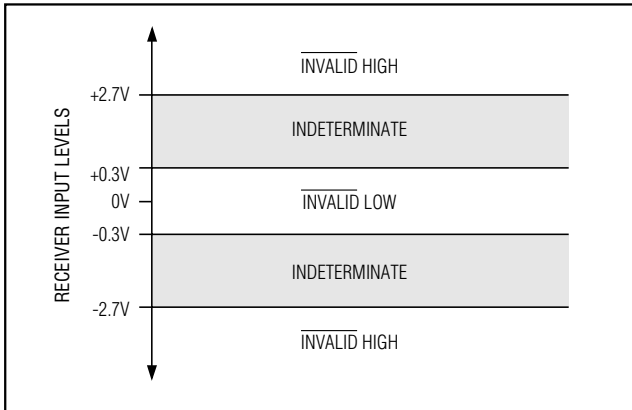 INVALID HIGH
+2.7V
INDETERMINATE
+0.3V
0V
INVALID LOW
-0.3V
INDETERMINATE
-2.7V
INVALID HIGH
RECEIVER INPUT LEVELS